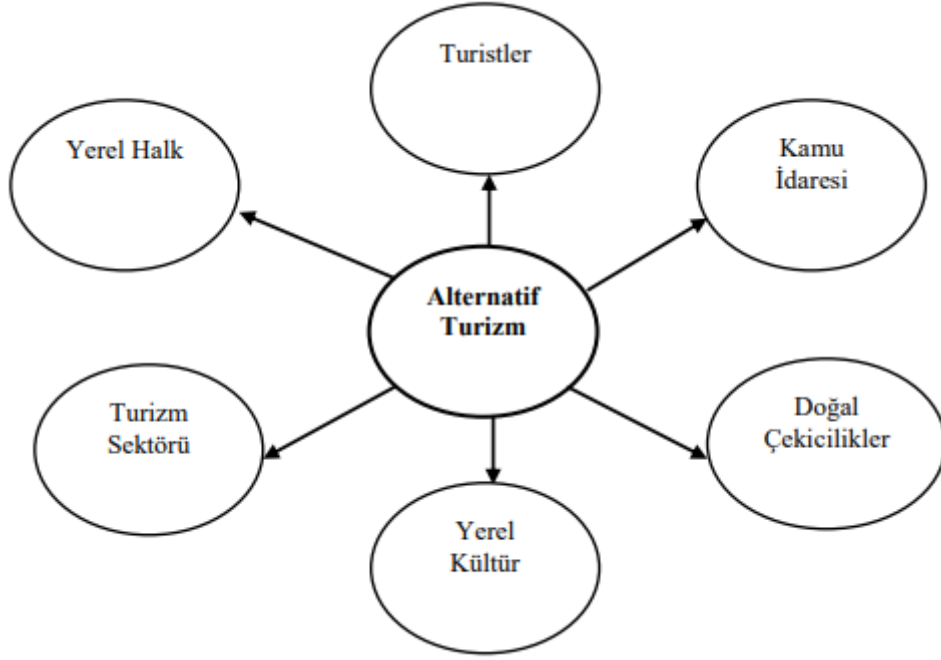 Turistler
Yerel Halk
Kamu
İdaresi
Alternatif
Turizm
Turizm
Sektörü
Doğal
Çekicilikler
Yerel
Kültür